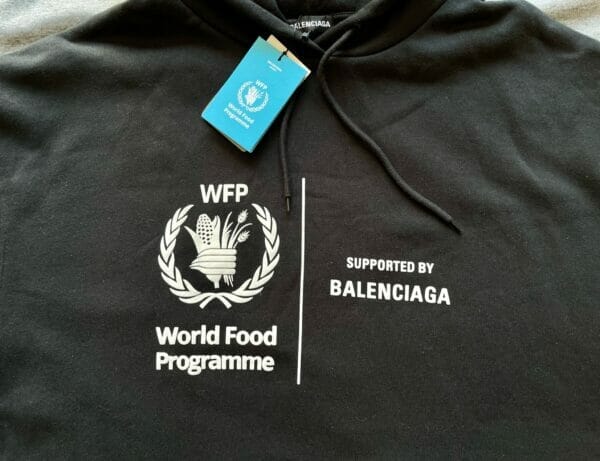 BALENCIAGA
WFP
World Food
Programme
WFP
World Food
Programme
SUPPORTED BY
BALENCIAGA